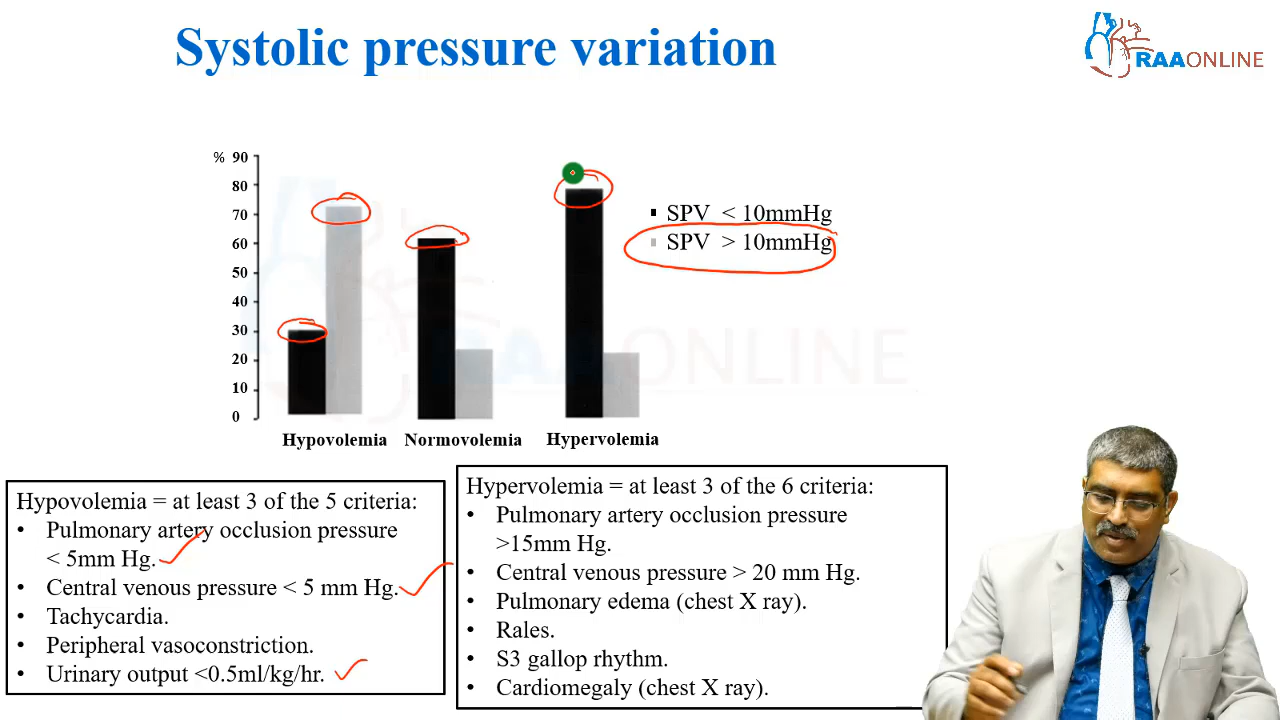 Systolic pressure variation
RAAONLINE
% 90
80
70
60
50
40
30
20
10
0
SPV < 10mmHg
SPV > 10mmHg
RAAONLINE
Hypovolemia Normovolemia Hypervolemia
Hypovolemia = at least 3 of the 5 criteria:
• Pulmonary artery occlusion pressure
< 5mm Hg.
• Central venous pressure < 5 mm Hg.
• Tachycardia.
• Peripheral vasoconstriction.
• Urinary output <0.5ml/kg/hr.
Hypervolemia = at least 3 of the 6 criteria:
• Pulmonary artery occlusion pressure
>15mm Hg.
• Central venous pressure > 20 mm Hg.
• Pulmonary edema (chest X ray).
• Rales.
• S3 gallop rhythm.
• Cardiomegaly (chest X ray).